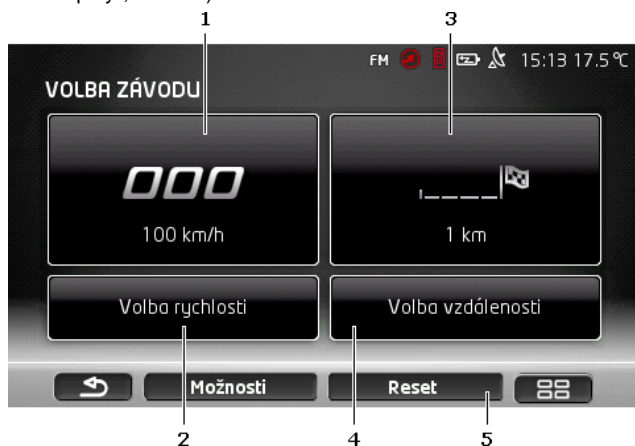 1 3
FM 15:13 17.5 °C
VOLBA ZÁVODU
000
100 km/h 1 km
Volba rychlosti Volba vzdálenosti
Možnosti Reset
2 4 5